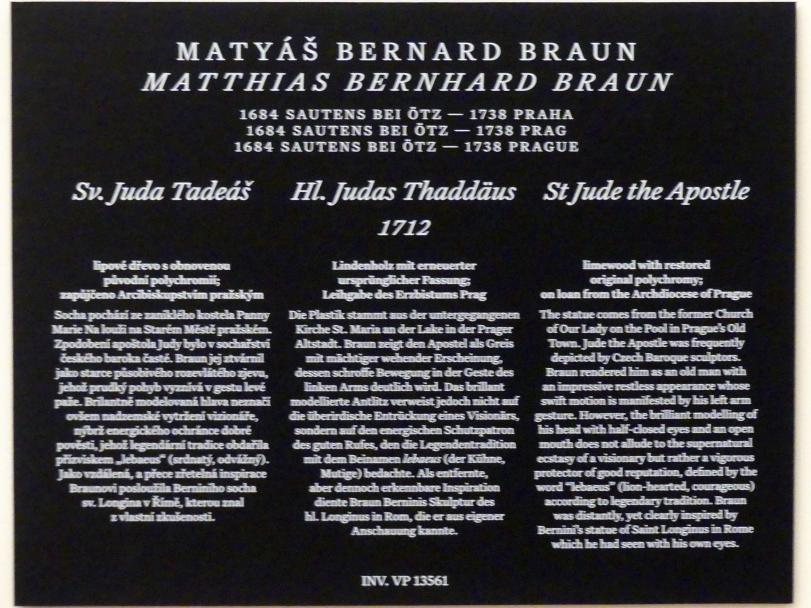 MATYÁŠ BERNARD BRAUN
MATTHIAS BERNHARD BRAUN
1684 SAUTENS BEI ÖTZ — 1738 PRAHA
1684 SAUTENS BEI ÖTZ — 1738 PRAG
1684 SAUTENS BEI ÖTZ — 1738 PRAGUE
Sv. Juda Tadeáš
Hl. Judas Thaddäus
St Jude the Apostle
1712
lipové dřevo s obnovenou
původní polychromií;
zapůjčeno Arcibiskupstvím pražským
Socha pochází ze zaniklého kostela Panny
Marie Na louži na Starém Městě pražském.
Zpodobení apoštola Judy bylo v sochařství
českého baroka časté. Braun jej ztvárnil
jako starce působivého rozevlátého zjevu,
jehož prudký pohyb vyznívá v gestu levé
paže. Briluntně modelovaná hlava neznačí
ovšem nadzemské vytržení vizionáře,
nýbrž energického ochránce dobré
pověsti, jehož legendární tradice obdařila
přízviskem „lebaeus“ (srdnatý, odvážný).
Jako vzdálená, a přece zřetelná inspirace
Braunovi posloužila Berniniho socha
sv. Longina v Římě, kterou znal
z vlastní zkušenosti.
Lindenholz mit erneuerter
ursprünglicher Fassung;
Leihgabe des Erzbistums Prag
Die Plastik stammt aus der untergegangenen
Kirche St. Maria an der Lake in der Prager
Altstadt. Braun zeigt den Apostel als Greis
mit mächtiger wehender Erscheinung,
dessen schroffe Bewegung in der Geste des
linken Arms deutlich wird. Das brillant
modellierte Antlitz verweist jedoch nicht auf
die überirdische Entrückung eines Visionärs,
sondern auf den energischen Schutzpatron
des guten Rufes, den die Legendentradition
mit dem Beinamen lebaeus (der Kühne,
Mutige) bedachte. Als entfernte,
aber dennoch erkennbare Inspiration
diente Braun Berninis Skulptur des
hl. Longinus in Rom, die er aus eigener
Anschauung kannte.
limewood with restored
original polychromy;
on loan from the Archdiocese of Prague
The statue comes from the former Church
of Our Lady on the Pool in Prague's Old
Town. Jude the Apostle was frequently
depicted by Czech Baroque sculptors.
Braun rendered him as an old man with
an impressive restless appearance whose
swift motion is manifested by his left arm
gesture. However, the brilliant modelling of
his head with half-closed eyes and an open
mouth does not allude to the supernatural
ecstasy of a visionary but rather a vigorous
protector of good reputation, defined by the
word "lebaeus" (lion-hearted, courageous)
according to legendary tradition. Braun
was distantly, yet clearly inspired by
Bernini's statue of Saint Longinus in Rome
which he had seen with his own eyes.
INV. VP 13561